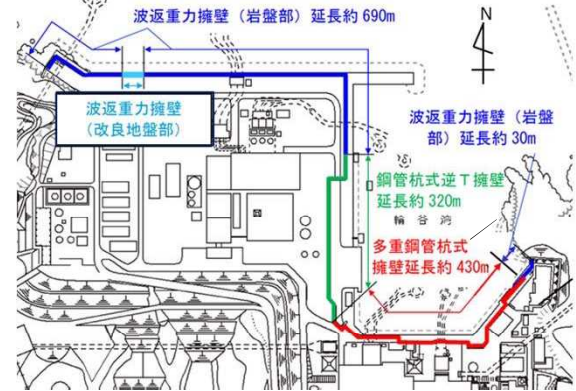 波返重力擁壁（岩盤部）延長約 690m
N
波返重力擁壁
（改良地盤部）
波返重力擁壁（岩盤
部）延長約 30m
鋼管杭式逆Ｔ擁壁
延長約 320m
輪谷湾
多重鋼管杭式
擁壁延長約 430m